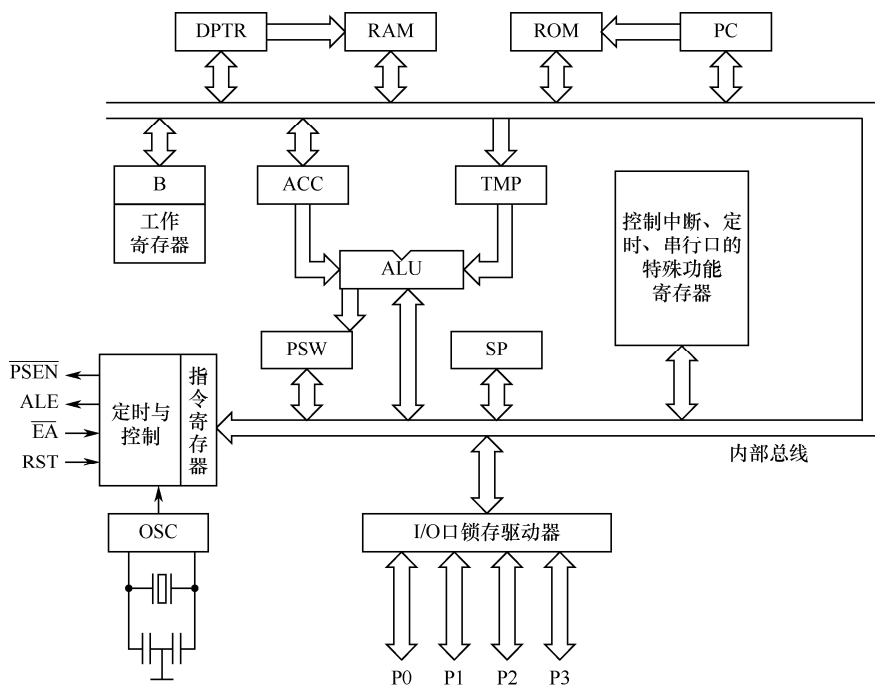 DPTR
RAM
ROM
PC
B
工作
寄存器
ACC
TMP
控制中断、定
时、串行口的
特殊功能
寄存器
ALU
PSW
SP
PSEN
ALE
EA
RST
定时与
控制
指
令
寄
存
器
内部总线
OSC
I/O口锁存驱动器
P0
P1
P2
P3